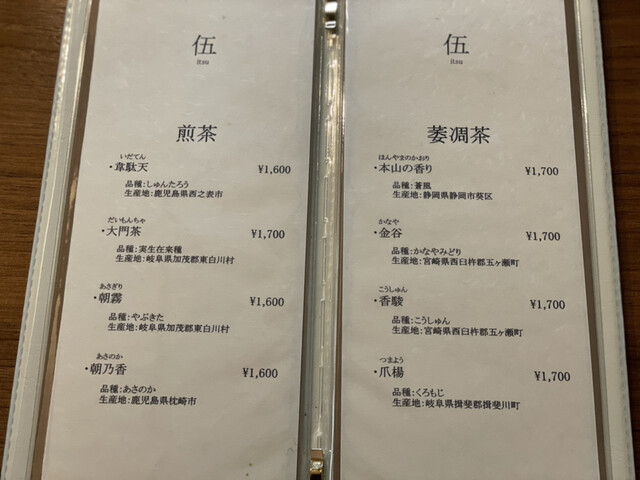 伍
itsu
煎茶
いだてん
・韋駄天 ¥1,600
品種：しゅんたろう
生産地：鹿児島県西之表市
だいもんちゃ
・大門茶 ¥1,700
品種：実生在来種
生産地：岐阜県加茂郡東白川村
あさぎり
・朝霧 ¥1,600
品種：やぶきた
生産地：岐阜県加茂郡東白川村
あさのか
・朝乃香 ¥1,600
品種：あさのか
生産地：鹿児島県枕崎市
伍
itsu
萎凋茶
ほんやまのかおり
・本山の香り ¥1,700
品種：蒼風
生産地：静岡県静岡市葵区
かなや
・金谷 ¥1,700
品種：かなやみどり
生産地：宮崎県西臼杵郡五ヶ瀬町
こうしゅん
・香駿 ¥1,700
品種：こうしゅん
生産地：宮崎県西臼杵郡五ヶ瀬町
つまよう
・爪楊 ¥1,700
品種：くろもじ
生産地：岐阜県揖斐郡揖斐川町